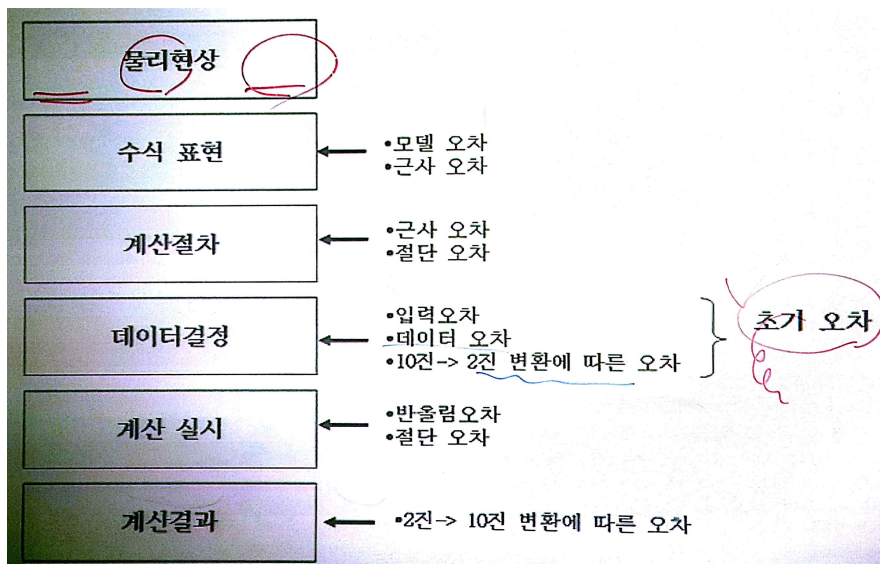 물리현상
수식 표현
•모델 오차
•근사 오차
계산절차
•근사 오차
•절단 오차
데이터결정
•입력오차
•데이터 오차
•10진-> 2진 변환에 따른 오차
초기 오차
계산 실시
•반올림오차
•절단 오차
계산결과
•2진-> 10진 변환에 따른 오차